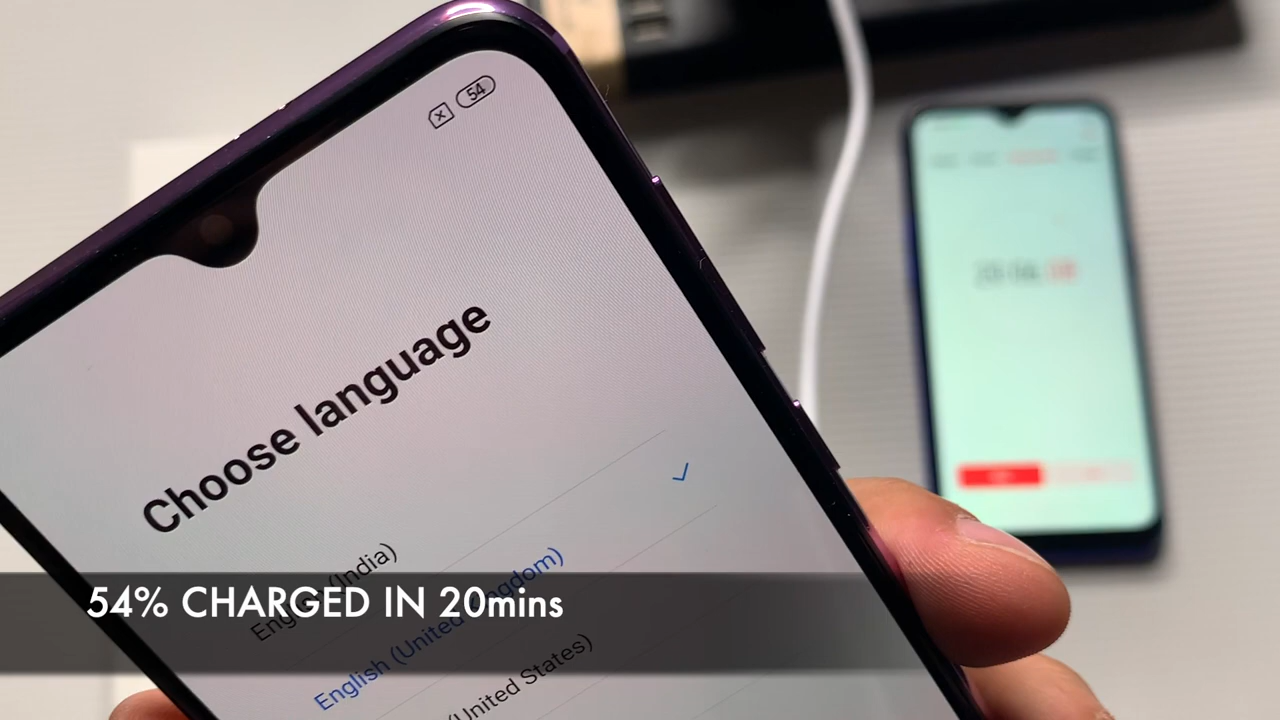 54
Choose language
English (India)
English (United Kingdom)
(United States)
54% CHARGED IN 20mins